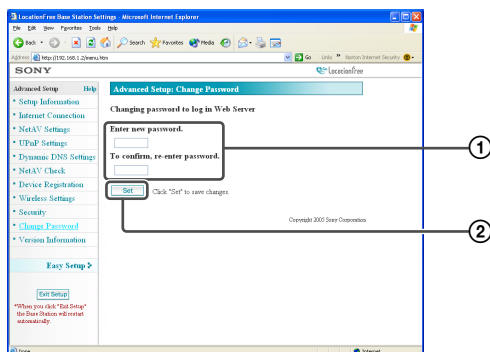 LocationFree Base Station Settings - Microsoft Internet Explorer
File Edit View Favorites Tools Help
Back Search Favorites Media
Address http://192.168.1.2/menu.htm Go Links » Norton Internet Security
SONY LocationFree
Advanced Setup Help
Advanced Setup: Change Password
• Setup Information
• Internet Connection
• NetAV Settings
• UPnP Settings
• Dynamic DNS Settings
• NetAV Check
• Device Registration
• Wireless Settings
• Security
• Change Password
• Version Information
Easy Setup
Exit Setup
*When you click "Exit Setup"
the Base Station will restart
automatically.
Changing password to log in Web Server
Enter new password.
To confirm, re-enter password.
Set Click "Set" to save changes.
Copyright 2005 Sony Corporation
1
2
Done Internet